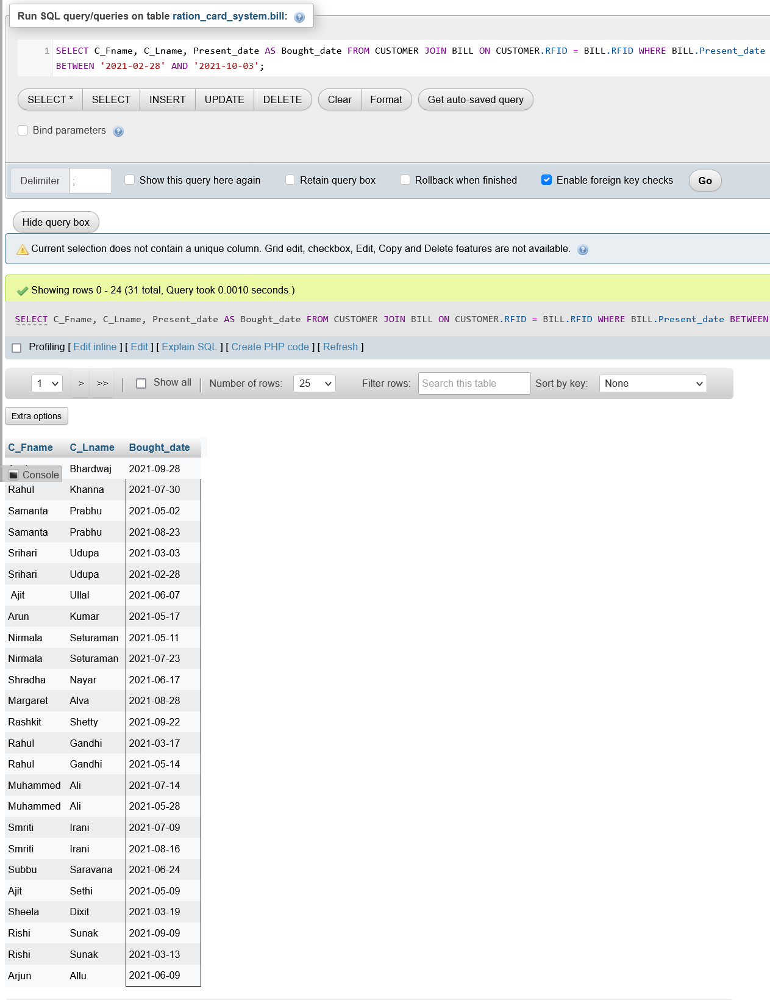 Run SQL query/queries on table ration_card_system.bill:
1 SELECT C_Fname, C_Lname, Present_date AS Bought_date FROM CUSTOMER JOIN BILL ON CUSTOMER.RFID = BILL.RFID WHERE BILL.Present_date
BETWEEN '2021-02-28' AND '2021-10-03';
SELECT * SELECT INSERT UPDATE DELETE Clear Format Get auto-saved query
Bind parameters
Delimiter ; Show this query here again Retain query box Rollback when finished Enable foreign key checks Go
Hide query box
Current selection does not contain a unique column. Grid edit, checkbox, Edit, Copy and Delete features are not available.
Showing rows 0 - 24 (31 total, Query took 0.0010 seconds.)
SELECT C_Fname, C_Lname, Present_date AS Bought_date FROM CUSTOMER JOIN BILL ON CUSTOMER.RFID = BILL.RFID WHERE BILL.Present_date BETWEEN
Profiling [ Edit inline ] [ Edit ] [ Explain SQL ] [ Create PHP code ] [ Refresh ]
1 > >> | Show all | Number of rows: 25 Filter rows: Search this table Sort by key: None
Extra options
C_Fname C_Lname Bought_date
Bhardwaj 2021-09-28
Console
Rahul Khanna 2021-07-30
Samanta Prabhu 2021-05-02
Samanta Prabhu 2021-08-23
Srihari Udupa 2021-03-03
Srihari Udupa 2021-02-28
Ajit Ullal 2021-06-07
Arun Kumar 2021-05-17
Nirmala Seturaman 2021-05-11
Nirmala Seturaman 2021-07-23
Shradha Nayar 2021-06-17
Margaret Alva 2021-08-28
Rashkit Shetty 2021-09-22
Rahul Gandhi 2021-03-17
Rahul Gandhi 2021-05-14
Muhammed Ali 2021-07-14
Muhammed Ali 2021-05-28
Smriti Irani 2021-07-09
Smriti Irani 2021-08-16
Subbu Saravana 2021-06-24
Ajit Sethi 2021-05-09
Sheela Dixit 2021-03-19
Rishi Sunak 2021-09-09
Rishi Sunak 2021-03-13
Arjun Allu 2021-06-09